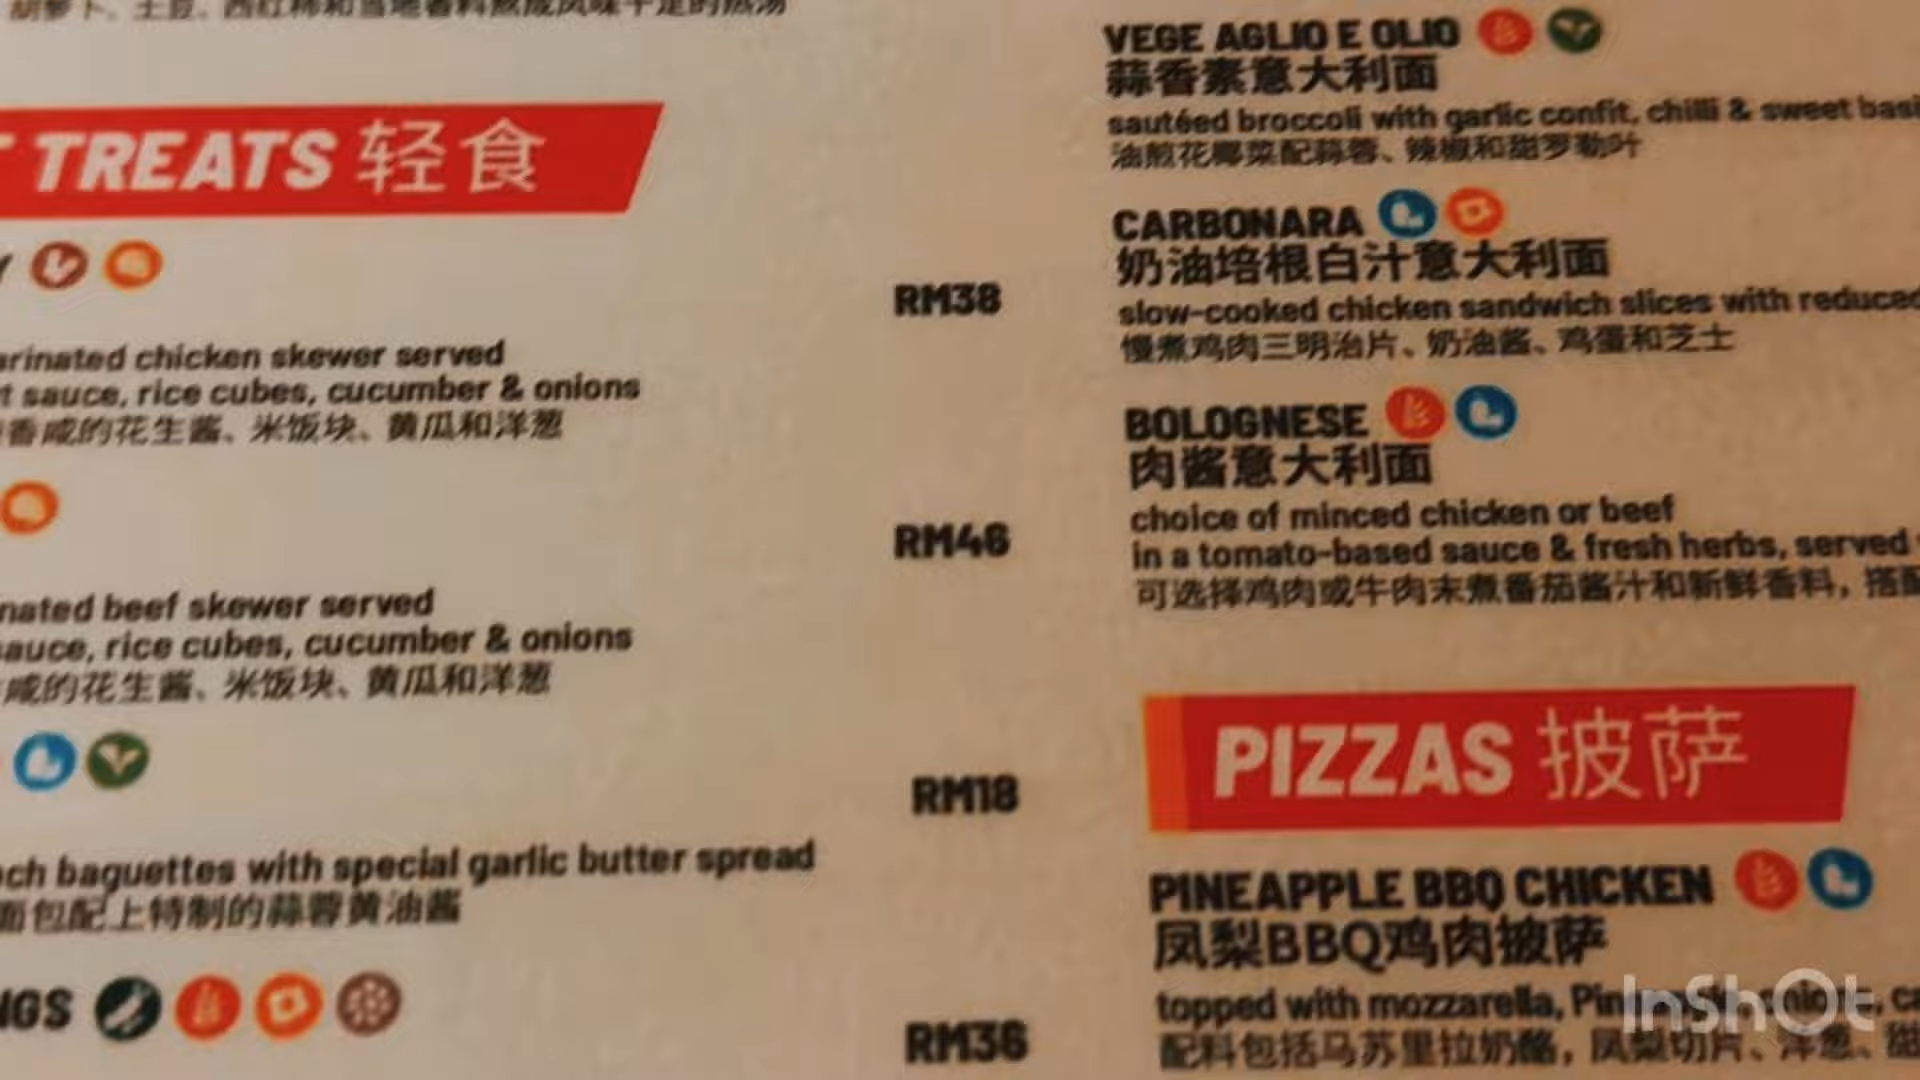 T TREATS 轻食
Y
RM38
arinated chicken skewer served
t sauce, rice cubes, cucumber & onions
香咸的花生酱、米饭块、黄瓜和洋葱
RM46
nated beef skewer served
sauce, rice cubes, cucumber & onions
咸的花生酱、米饭块、黄瓜和洋葱
RM18
ch baguettes with special garlic butter spread
面包配上特制的蒜蓉黄油酱
NGS
RM36
VEGE AGLIO E OLIO
蒜香素意大利面
sautéed broccoli with garlic confit, chilli & sweet basi
油煎花椰菜配蒜蓉、辣椒和甜罗勒叶
CARBONARA
奶油培根白汁意大利面
slow-cooked chicken sandwich slices with reduced
慢煮鸡肉三明治片、奶油酱、鸡蛋和芝士
BOLOGNESE
肉酱意大利面
choice of minced chicken or beef
in a tomato-based sauce & fresh herbs, served
可选择鸡肉或牛肉末煮番茄酱汁和新鲜香料，搭配
PIZZAS 披萨
PINEAPPLE BBQ CHICKEN
凤梨BBQ鸡肉披萨
topped with mozzarella, ca
配料包括马苏里拉奶酪，凤梨切片、洋葱、甜
InShOt